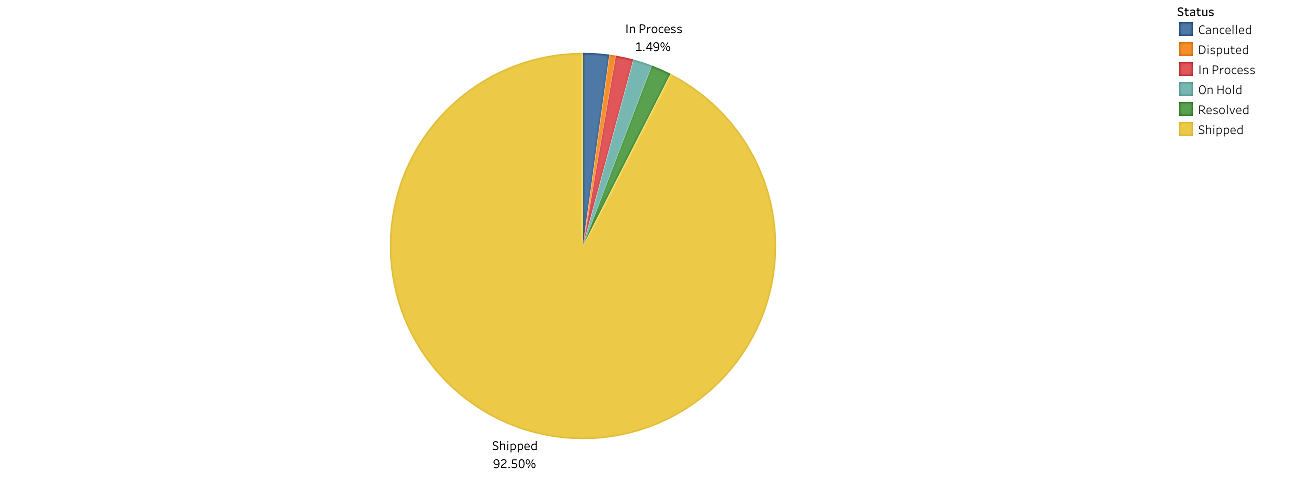 In Process
1.49%
Shipped
92.50%
Status
Cancelled
Disputed
In Process
On Hold
Resolved
Shipped